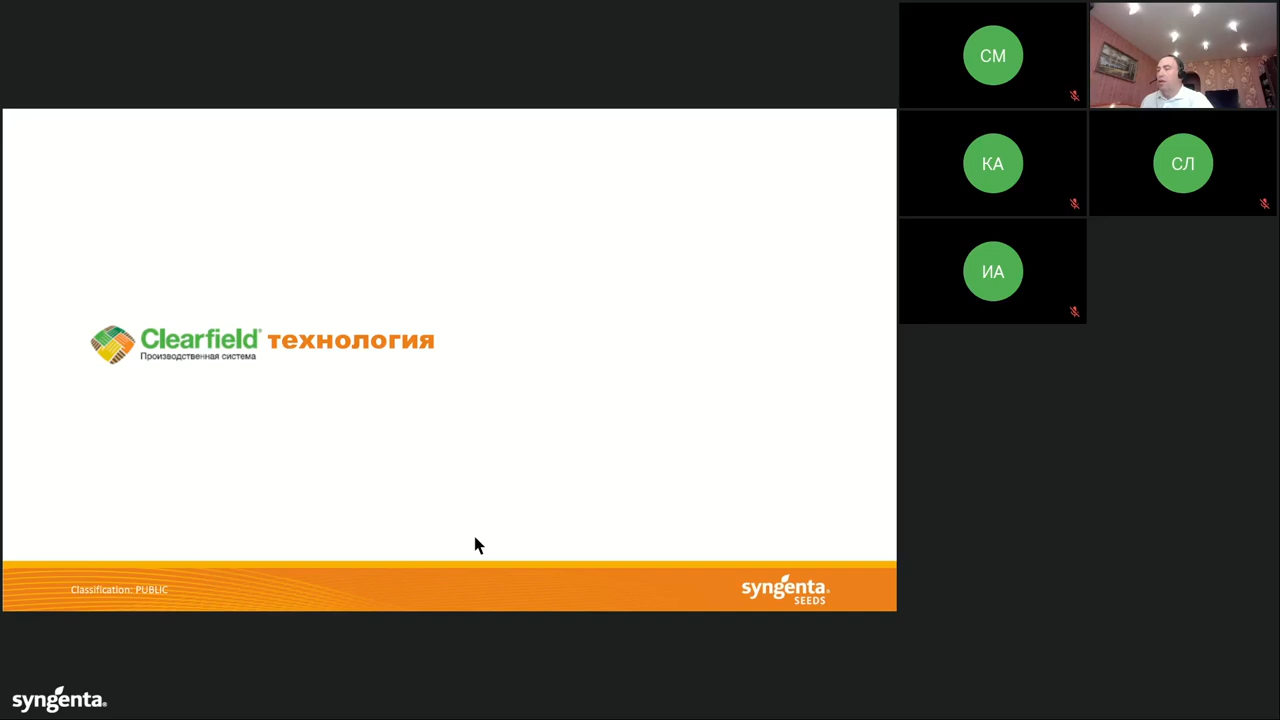 Clearfield® технология
Производственная система
Classification: PUBLIC
syngenta®
SEEDS
СМ
КА
СЛ
ИА
syngenta®